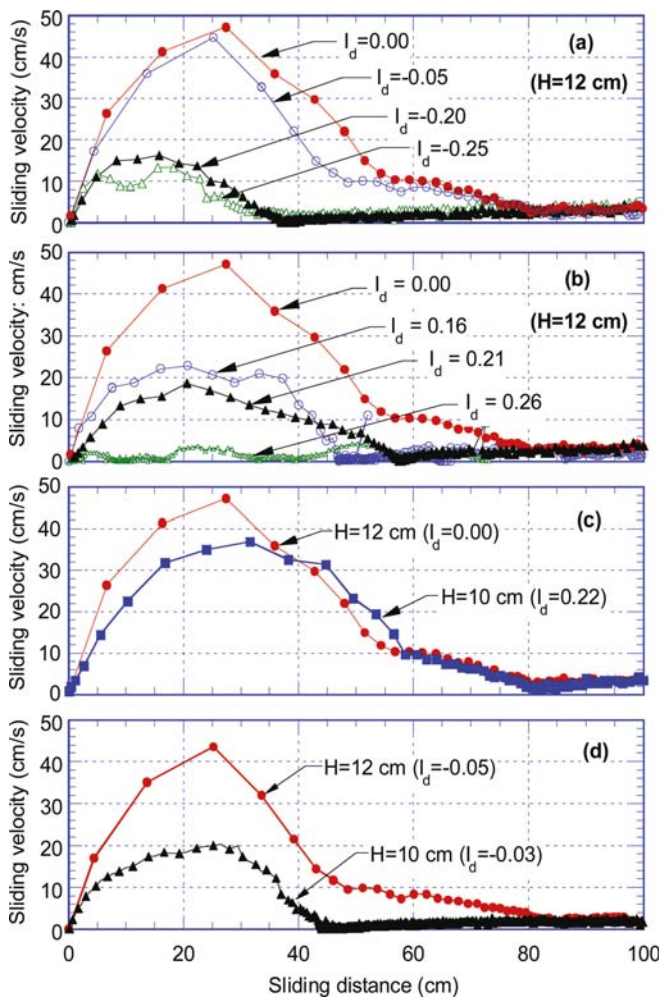 50
40
30
20
10
0
Sliding velocity (cm/s)
I_d=0.00
I_d=-0.05
I_d=-0.20
I_d=-0.25
(a)
(H=12 cm)
50
40
30
20
10
0
Sliding velocity: cm/s
I_d = 0.00
I_d = 0.16
I_d = 0.21
I_d = 0.26
(b)
(H=12 cm)
50
40
30
20
10
0
Sliding velocity (cm/s)
H=12 cm (I_d=0.00)
H=10 cm (I_d=0.22)
(c)
50
40
30
20
10
0
Sliding velocity (cm/s)
H=12 cm (I_d=-0.05)
H=10 cm (I_d=-0.03)
(d)
0 20 40 60 80 100
Sliding distance (cm)